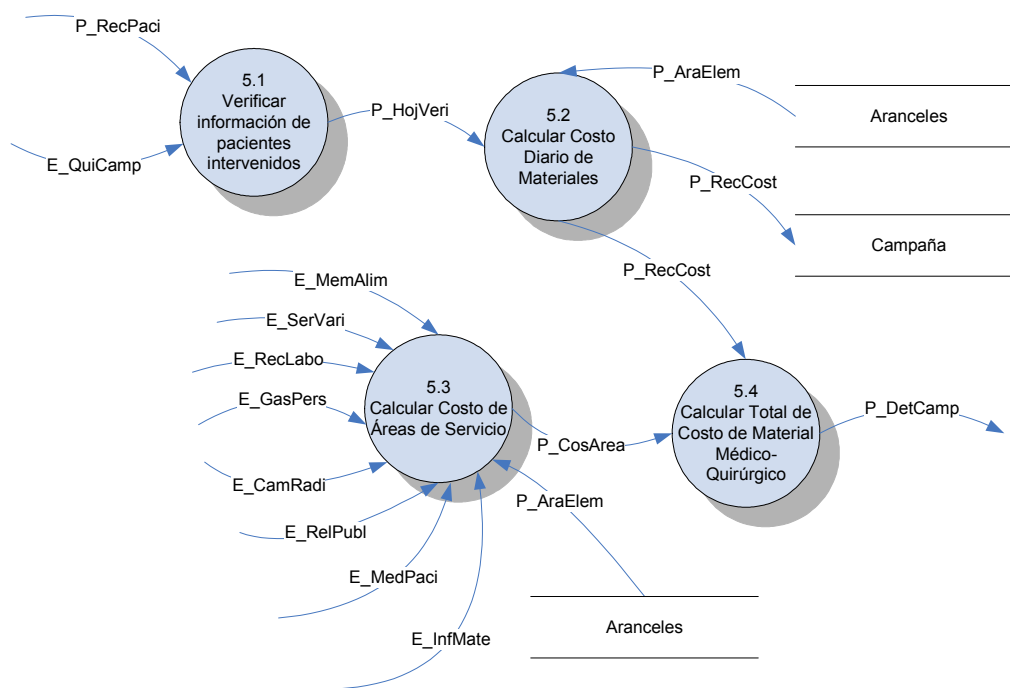 P_RecPaci
5.1
Verificar
información de
pacientes
intervenidos
E_QuiCamp
P_HojVeri
5.2
Calcular Costo
Diario de
Materiales
P_AraElem
Aranceles
P_RecCost
Campaña
P_RecCost
E_MemAlim
E_SerVari
E_RecLabo
E_GasPers
5.3
Calcular Costo de
Áreas de Servicio
E_CamRadi
E_RelPubl
E_MedPaci
E_InfMate
P_CosArea
P_AraElem
Aranceles
5.4
Calcular Total de
Costo de Material
Médico-
Quirúrgico
P_DetCamp